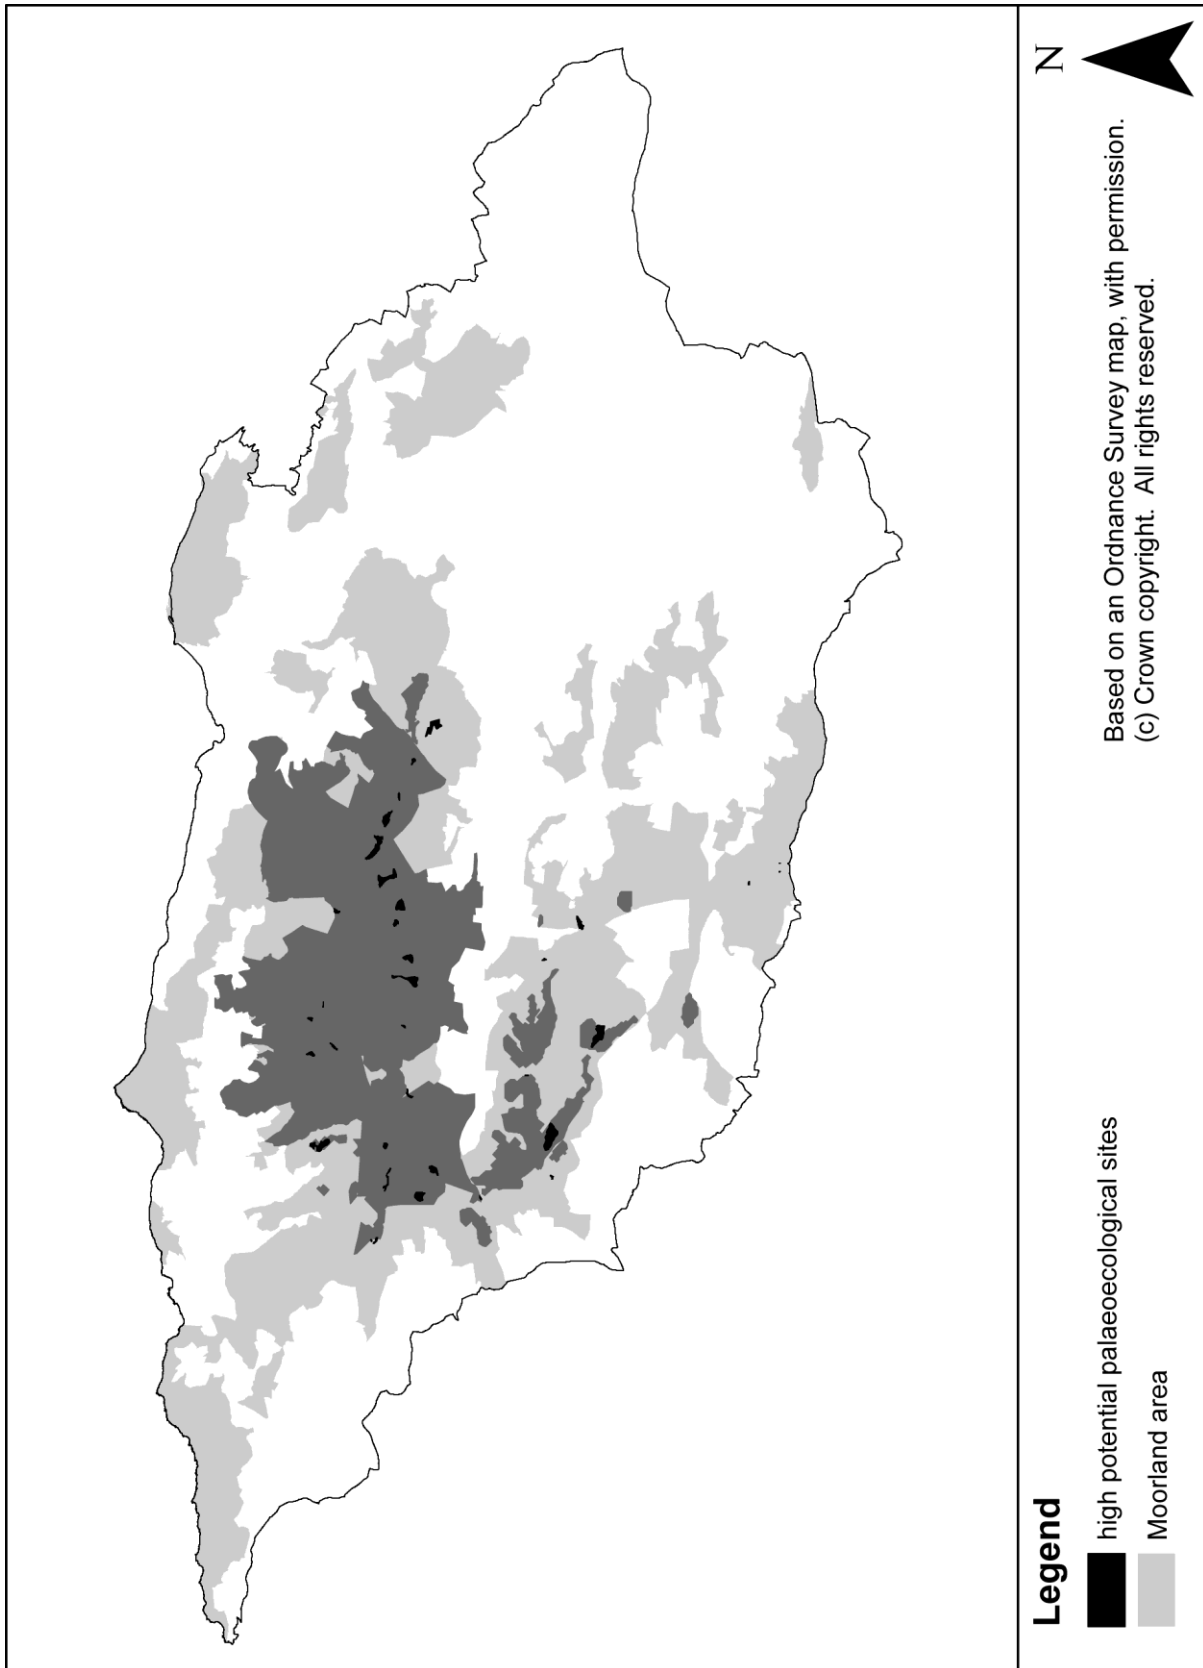 N
Legend
high potential palaeoecological sites
Moorland area
Based on an Ordnance Survey map, with permission.
(c) Crown copyright. All rights reserved.